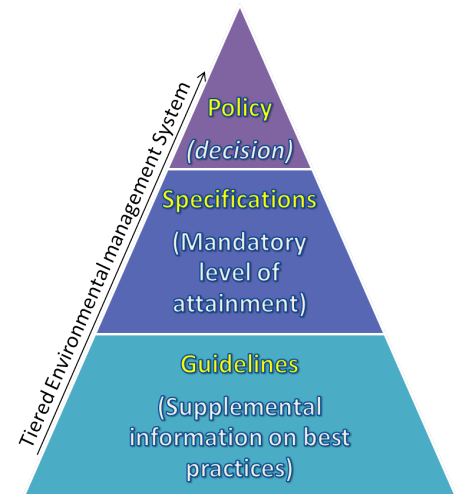 Tiered Environmental management System
Policy
(decision)
Specifications
(Mandatory
level of
attainment)
Guidelines
(Supplemental
information on best
practices)